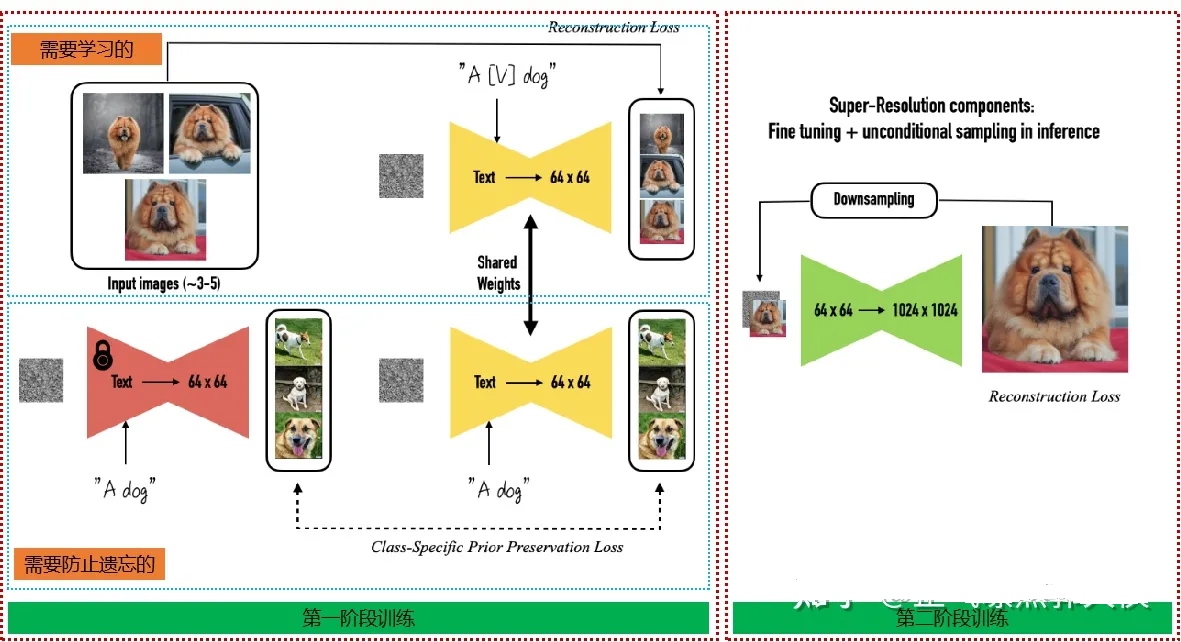 需要学习的
Reconstruction Loss
"A [V] dog"
Text
64 x 64
Input images (~3-5)
Shared
Weights
Text
64 x 64
"A dog"
Text
64 x 64
"A dog"
Class-Specific Prior Preservation Loss
需要防止遗忘的
第一阶段训练
Super-Resolution components:
Fine tuning + unconditional sampling in inference
Downsampling
64 x 64
1024 x 1024
Reconstruction Loss
第二阶段训练